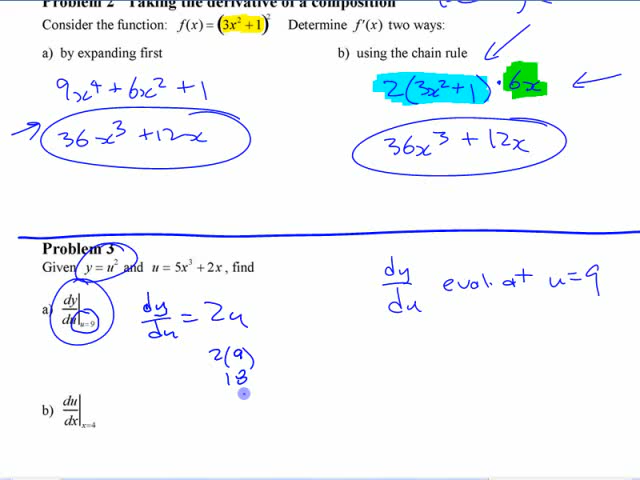 Problem 2 Taking the derivative of a composition
Consider the function: f(x) = (3x² + 1)² Determine f′(x) two ways:
a) by expanding first
b) using the chain rule
9x⁴ + 6x² + 1
36x³ + 12x
2(3x²+1) · 6x
36x³ + 12x
Problem 3
Given y = u² and u = 5x³ + 2x, find
a) dy/du|u=9
dy/du = 2u
2(9)
18
dy/du eval. at u=9
b) du/dx|x=4